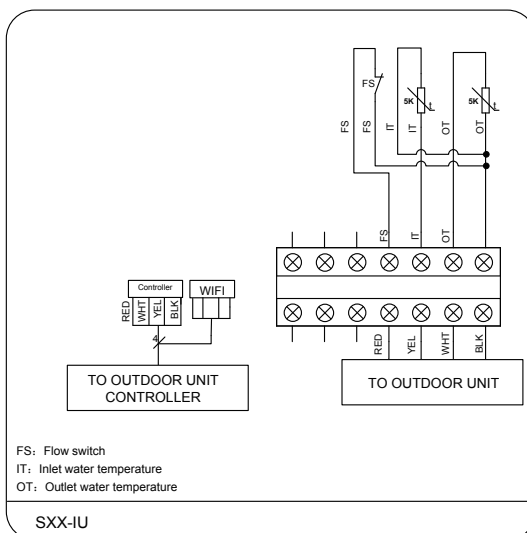 FS
5K
t
5K
t
FS
FS
IT
IT
OT
OT
FS
IT
OT
Controller
WIFI
RED
WHT
YEL
BLK
4
RED
YEL
WHT
BLK
TO OUTDOOR UNIT
CONTROLLER
TO OUTDOOR UNIT
FS: Flow switch
IT: Inlet water temperature
OT: Outlet water temperature
SXX-IU